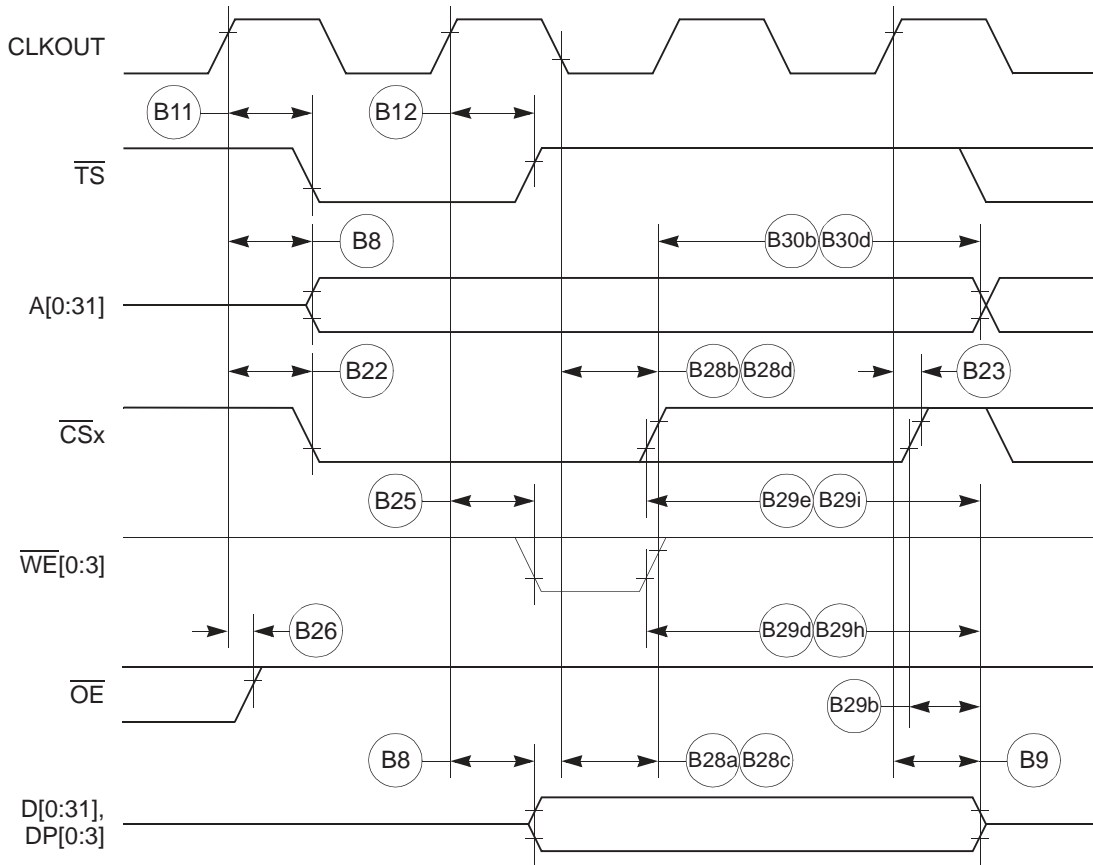 CLKOUT
B11
B12
TS
B8
B30b B30d
A[0:31]
B22
B28b B28d
B23
CSx
B25
B29e B29i
WE[0:3]
B26
B29d B29h
OE
B29b
B8
B28a B28c
B9
D[0:31],
DP[0:3]